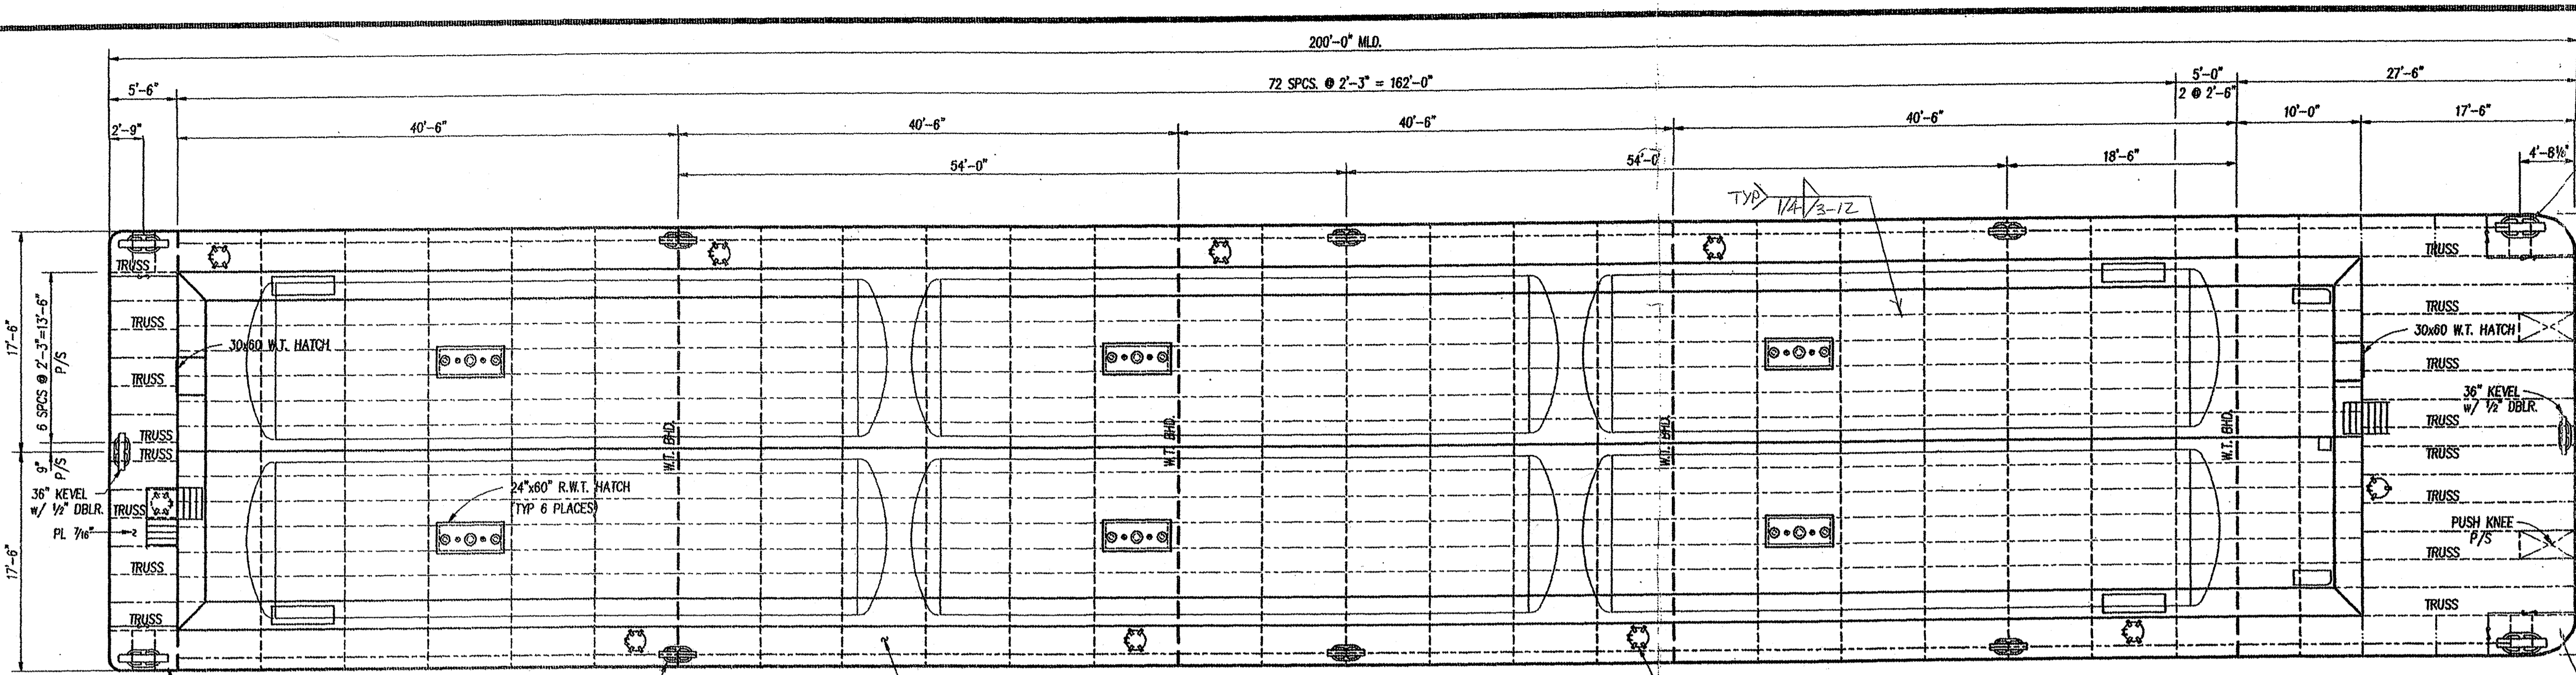 200'-0" MLD.
72 SPCS. @ 2'-3" = 162'-0"
5'-0"
2 @ 2'-6"
27'-6"
5'-6"
2'-9"
40'-6"
40'-6"
40'-6"
40'-6"
10'-0"
17'-6"
54'-0"
54'-0
18'-6"
4'-8⅛"
TYP
1/4
3-12
17'-6"
6 SPCS @ 2'-3"=13'-6"
P/S
9"
P/S
17'-6"
TRUSS
TRUSS
TRUSS
TRUSS
TRUSS
TRUSS
TRUSS
TRUSS
30x60 W.T. HATCH
36" KEVEL
w/ ½" DBLR.
PL 7/16"
24"x60" R.W.T. HATCH
(TYP 6 PLACES)
W.T. BHD.
W.T. BHD.
W.T. BHD.
W.T. BHD.
TRUSS
TRUSS
TRUSS
TRUSS
TRUSS
TRUSS
TRUSS
TRUSS
30x60 W.T. HATCH
36" KEVEL
w/ ½" DBLR.
PUSH KNEE
P/S